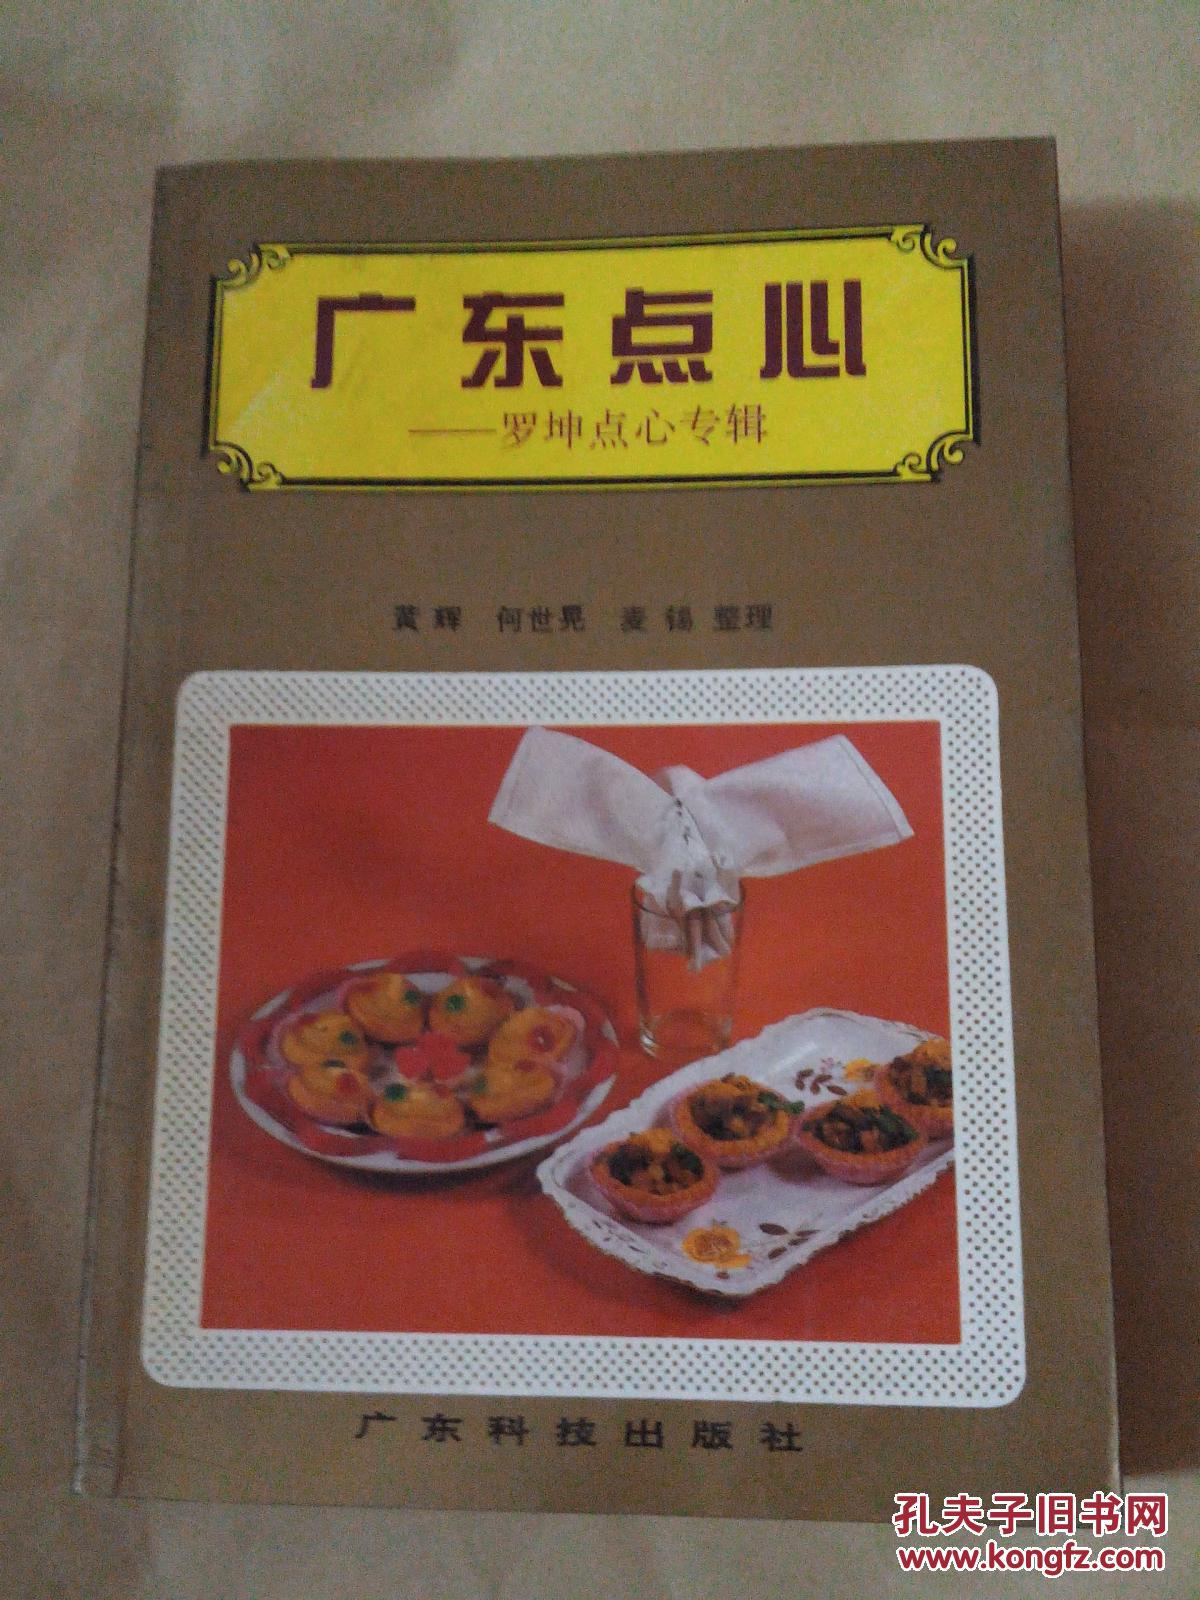 广东点心
——罗坤点心专辑
黄辉 何世晃 麦锡 整理
广东科技出版社
孔夫子旧书网
www.kongfz.com